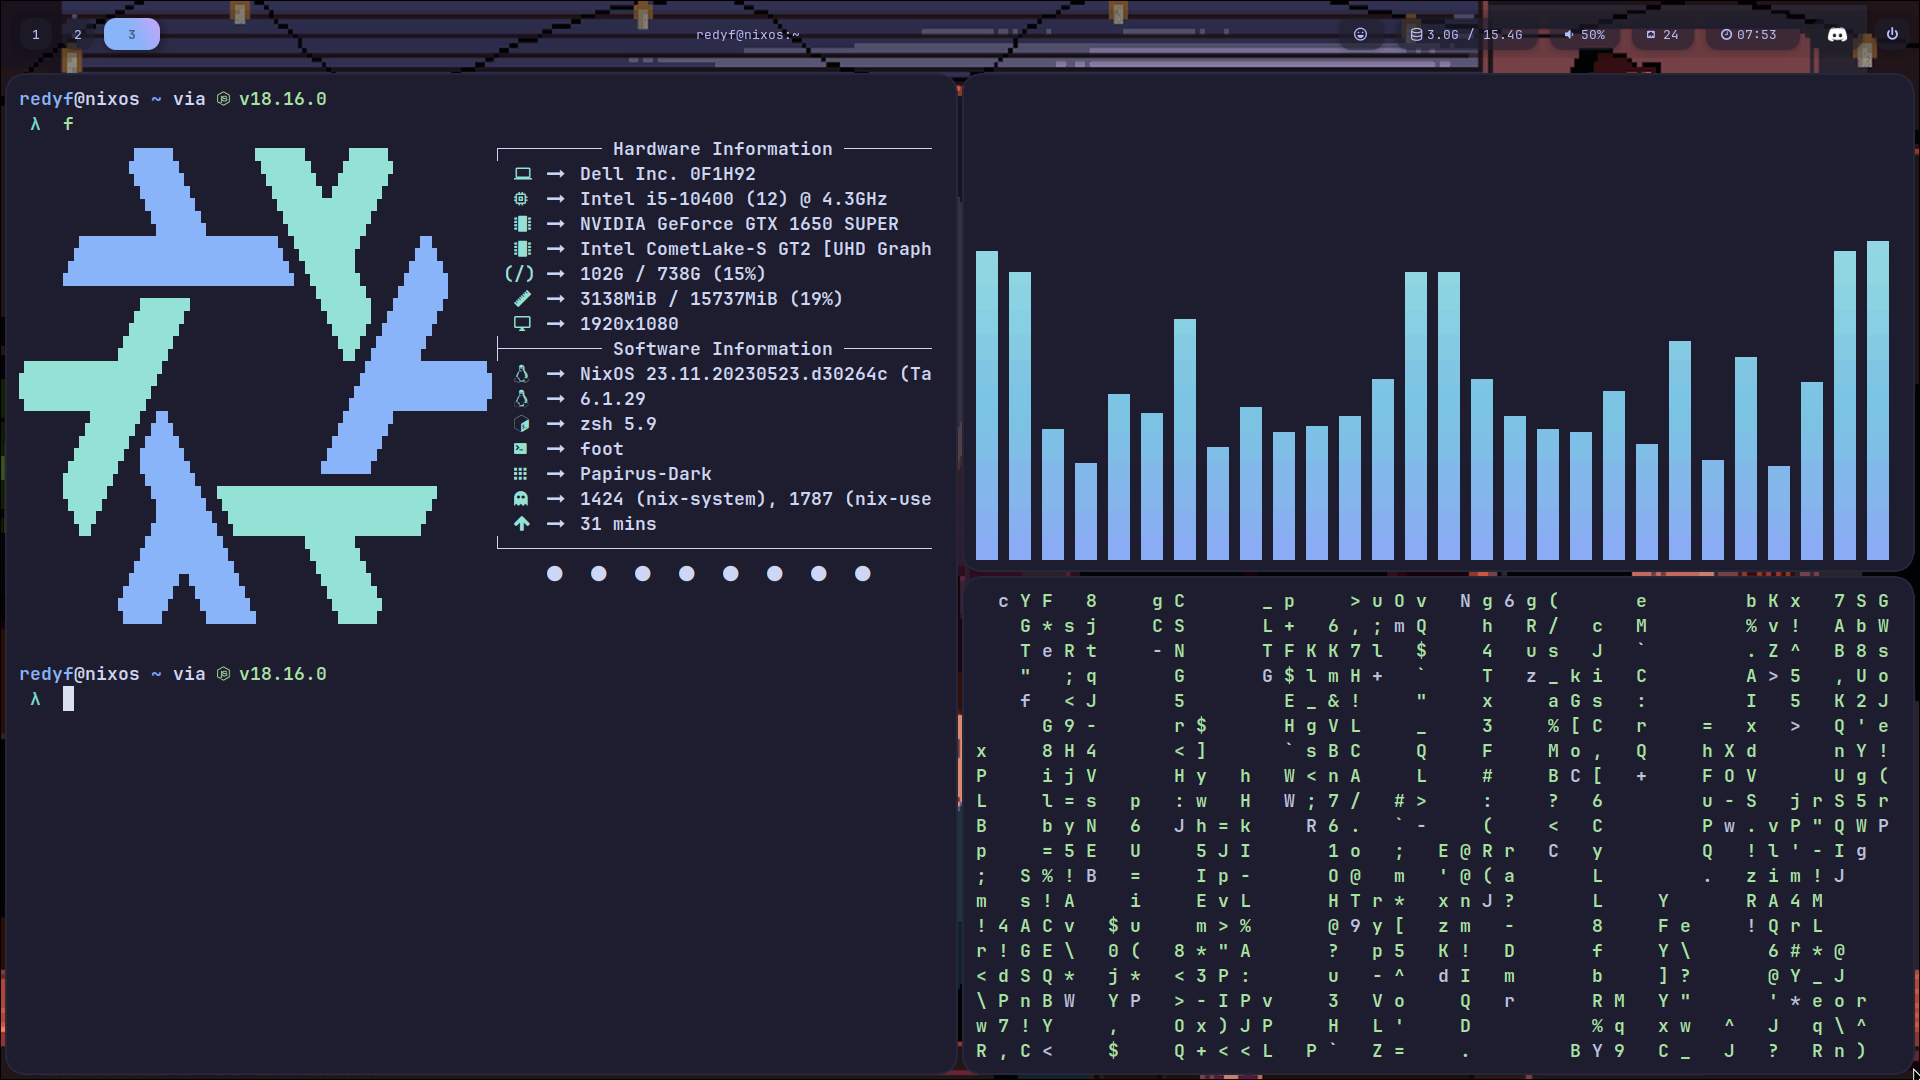 1 2 3 redyf@nixos:~ 3.0G / 15.4G 50% 24 07:53
redyf@nixos ~ via v18.16.0
λ f
Hardware Information
Dell Inc. 0F1H92
Intel i5-10400 (12) @ 4.3GHz
NVIDIA GeForce GTX 1650 SUPER
Intel CometLake-S GT2 [UHD Graph
(/) 102G / 738G (15%)
3138MiB / 15737MiB (19%)
1920x1080
Software Information
NixOS 23.11.20230523.d30264c (Ta
6.1.29
zsh 5.9
foot
Papirus-Dark
1424 (nix-system), 1787 (nix-use
31 mins
redyf@nixos ~ via v18.16.0
λ
c Y F 8 g C _ p > u O v N g 6 g ( e b K x 7 S G
G * s j C S L + 6 , ; m Q h R / c M % v ! A b W
T e R t - N T F K K 7 l $ 4 u s J ` . Z ^ B 8 s
" ; q G G $ l m H + ` T z _ k i C A > 5 , U o
f < J 5 E _ & ! " x a G s : I 5 K 2 J
G 9 - r $ H g V L _ 3 % [ C r = x > Q ' e
x 8 H 4 < ] ` s B C Q F M o , Q h X d n Y !
P i j V H y h W < n A L # B C [ + F O V U g (
L l = s p : w H W ; 7 / # > : ? 6 u - S j r S 5 r
B b y N 6 J h = k R 6 . ` - ( < C P w . v P " Q W P
p = 5 E U 5 J I 1 o ; E @ R r C y Q ! l ' - I g
; S % ! B = I p - O @ m ' @ ( a L . z i m ! J
m s ! A i E v L H T r * x n J ? L Y R A 4 M
! 4 A C v $ u m > % @ 9 y [ z m - 8 F e ! Q r L
r ! G E \ 0 ( 8 * " A ? p 5 K ! D f Y \ 6 # * @
< d S Q * j * < 3 P : u - ^ d I m b ] ? @ Y _ J
\ P n B W Y P > - I P v 3 V o Q r R M Y " ' * e o r
w 7 ! Y , O x ) J P H L ' D % q x w ^ J q \ ^
R , C < $ Q + < < L P ` Z = . B Y 9 C _ J ? R n )